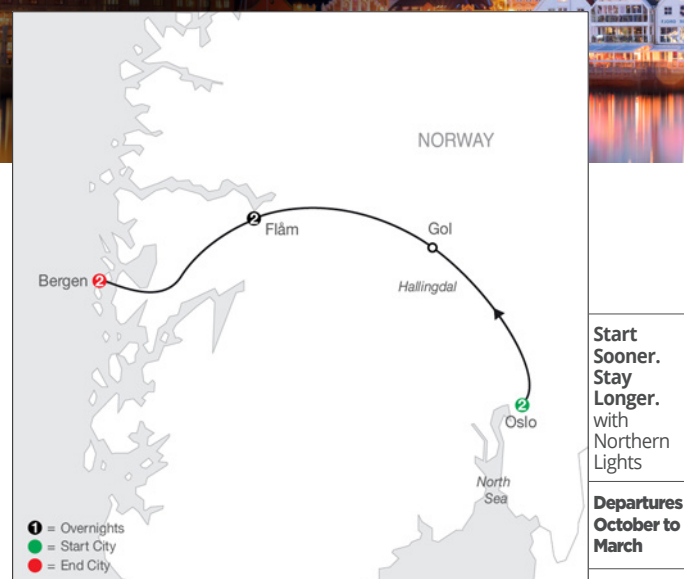 NORWAY
2
Flåm
Gol
Bergen 2
Hallingdal
2
Oslo
North
Sea
1 = Overnights
= Start City
= End City
Start
Sooner.
Stay
Longer.
with
Northern
Lights
Departures
October to
March